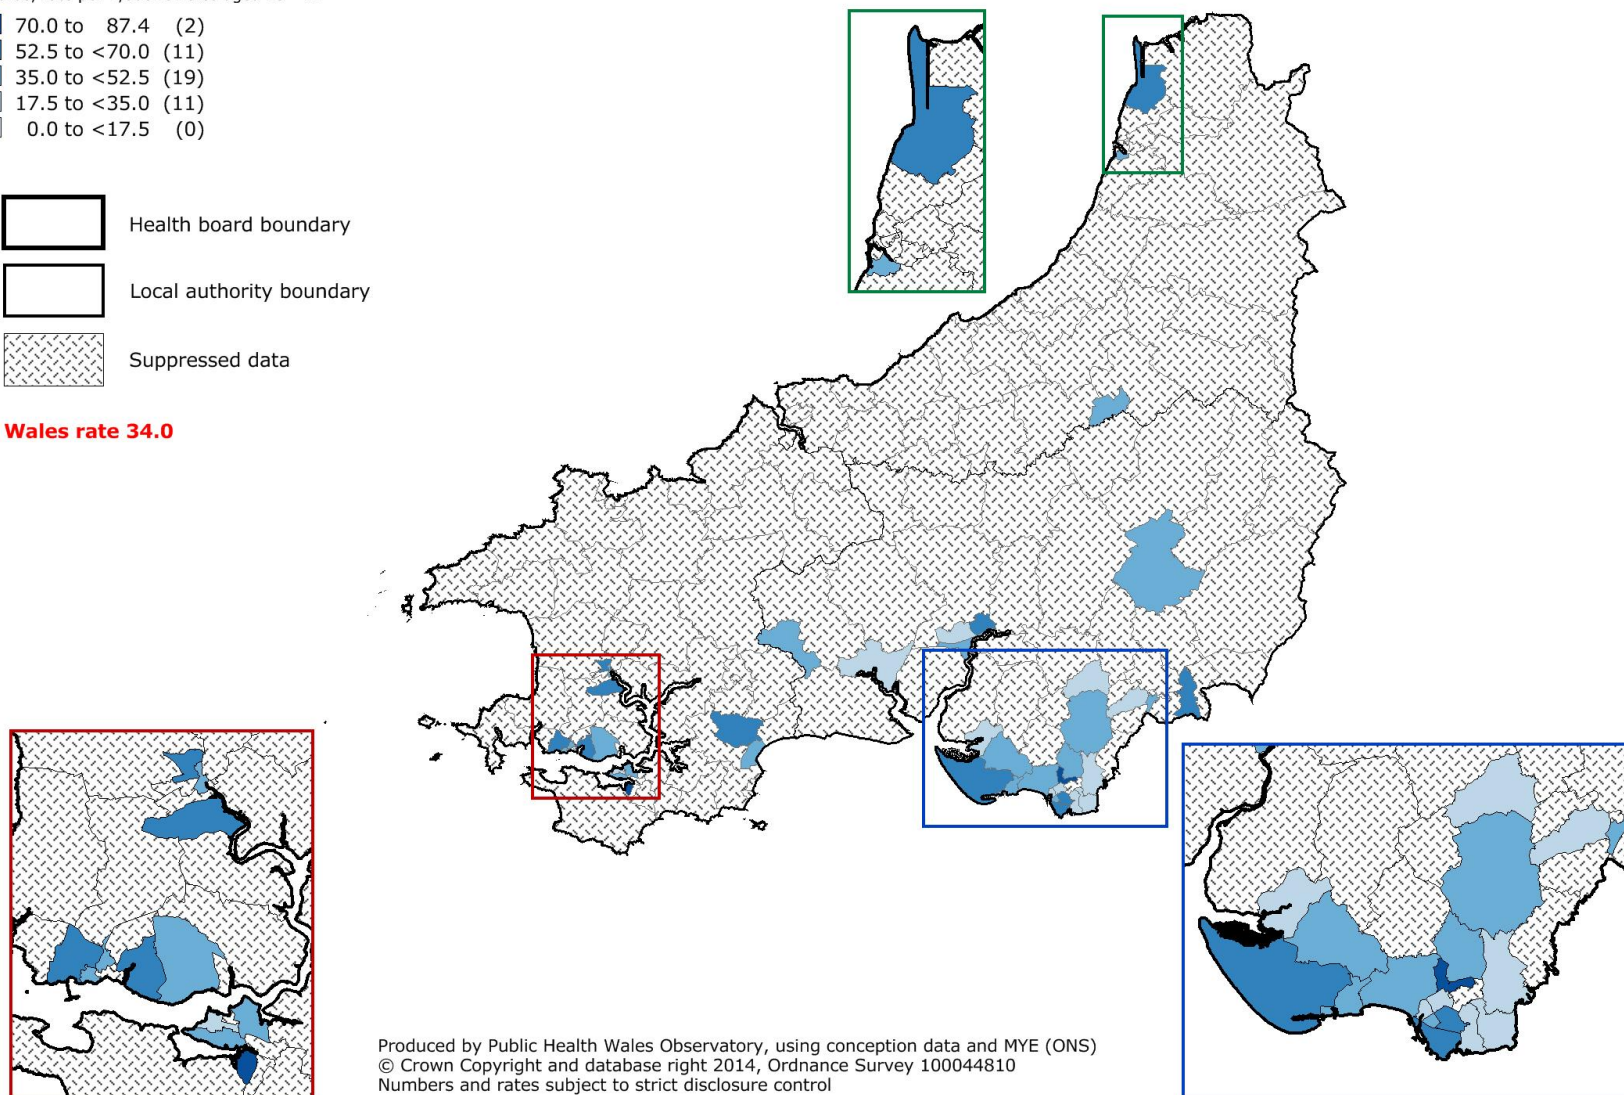 70.0 to 87.4 (2)
52.5 to <70.0 (11)
35.0 to <52.5 (19)
17.5 to <35.0 (11)
0.0 to <17.5 (0)
Health board boundary
Local authority boundary
Suppressed data
Wales rate 34.0
Produced by Public Health Wales Observatory, using conception data and MYE (ONS)
© Crown Copyright and database right 2014, Ordnance Survey 100044810
Numbers and rates subject to strict disclosure control